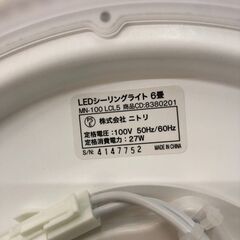 LEDシーリングライト 6畳
MN-100 LCL5 商品CD:8380201
株式会社 ニトリ
定格電圧:100V 50Hz/60Hz
定格消費電力:27W
S/N: 4147752 MADE IN CHINA